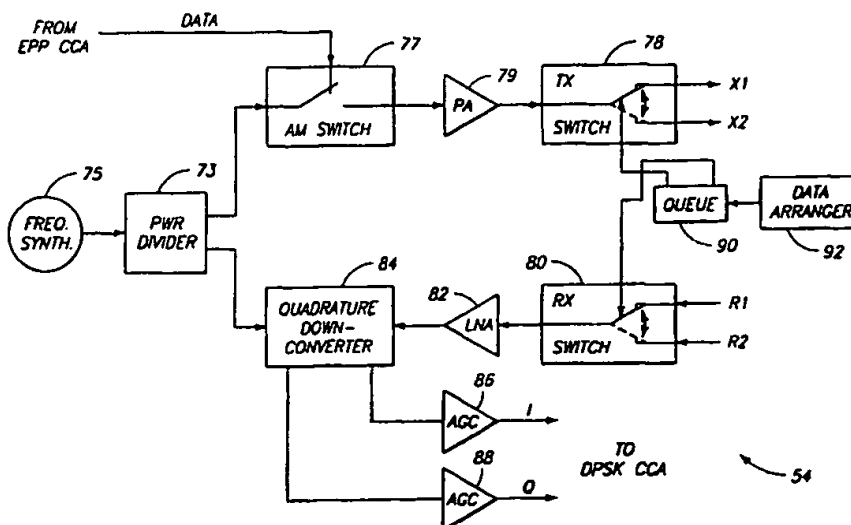 FROM
EPP CCA
DATA
77
AM SWITCH
79
PA
78
TX
SWITCH
X1
X2
75
FREQ.
SYNTH.
73
PWR
DIVIDER
QUEUE
90
DATA
ARRANGER
92
84
QUADRATURE
DOWN-
CONVERTER
82
LNA
80
RX
SWITCH
R1
R2
86
AGC
I
88
AGC
Q
TO
DPSK CCA
54